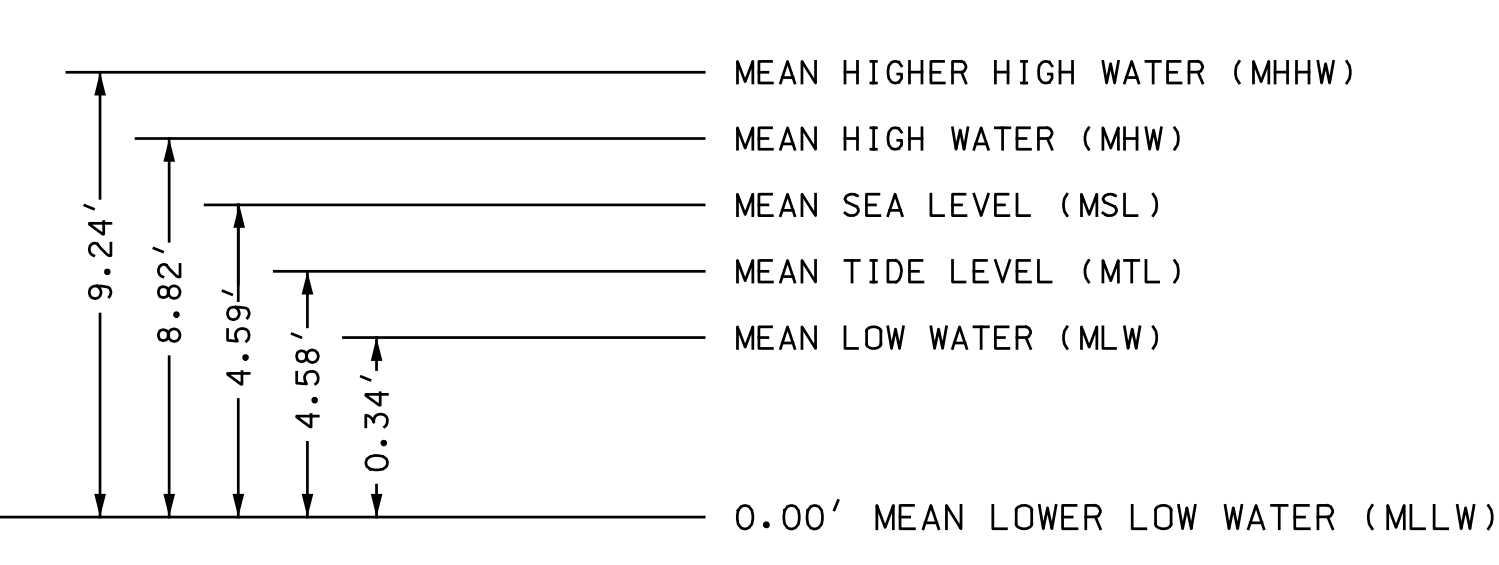 MEAN HIGHER HIGH WATER (MHHW)
MEAN HIGH WATER (MHW)
MEAN SEA LEVEL (MSL)
MEAN TIDE LEVEL (MTL)
MEAN LOW WATER (MLW)
9.24'
8.82'
4.59'
4.58'
0.34'
0.00' MEAN LOWER LOW WATER (MLLW)